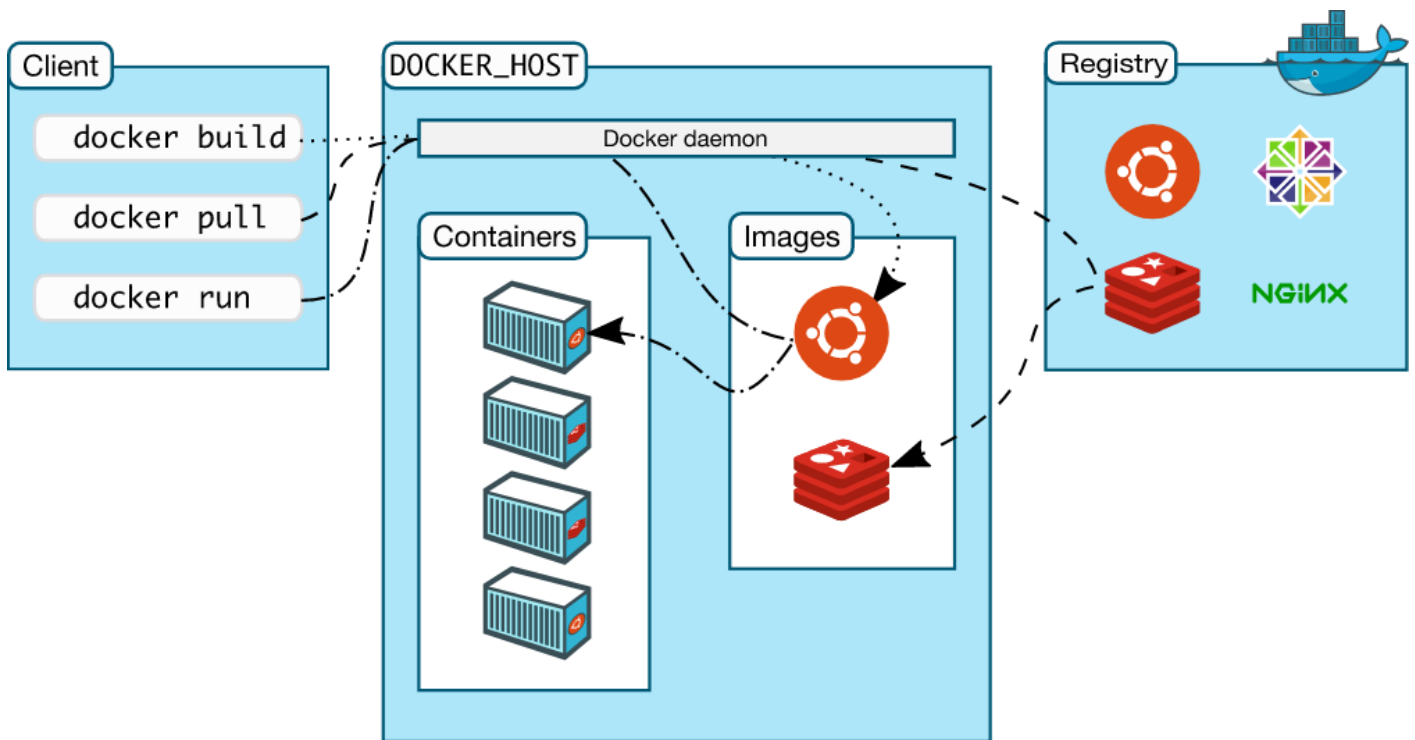 Client
docker build
docker pull
docker run
DOCKER_HOST
Docker daemon
Containers
Images
Registry
NGiNX